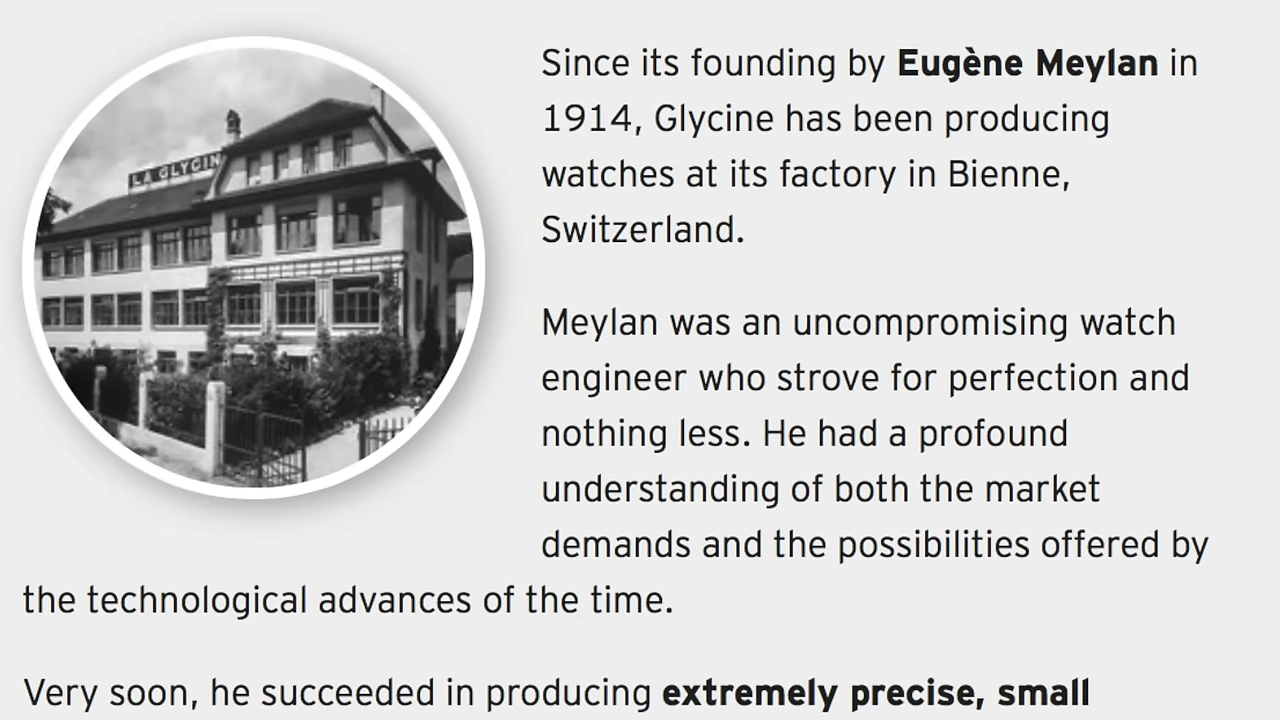 LA GLYCIN
Since its founding by Eugène Meylan in
1914, Glycine has been producing
watches at its factory in Bienne,
Switzerland.
Meylan was an uncompromising watch
engineer who strove for perfection and
nothing less. He had a profound
understanding of both the market
demands and the possibilities offered by
the technological advances of the time.
Very soon, he succeeded in producing extremely precise, small